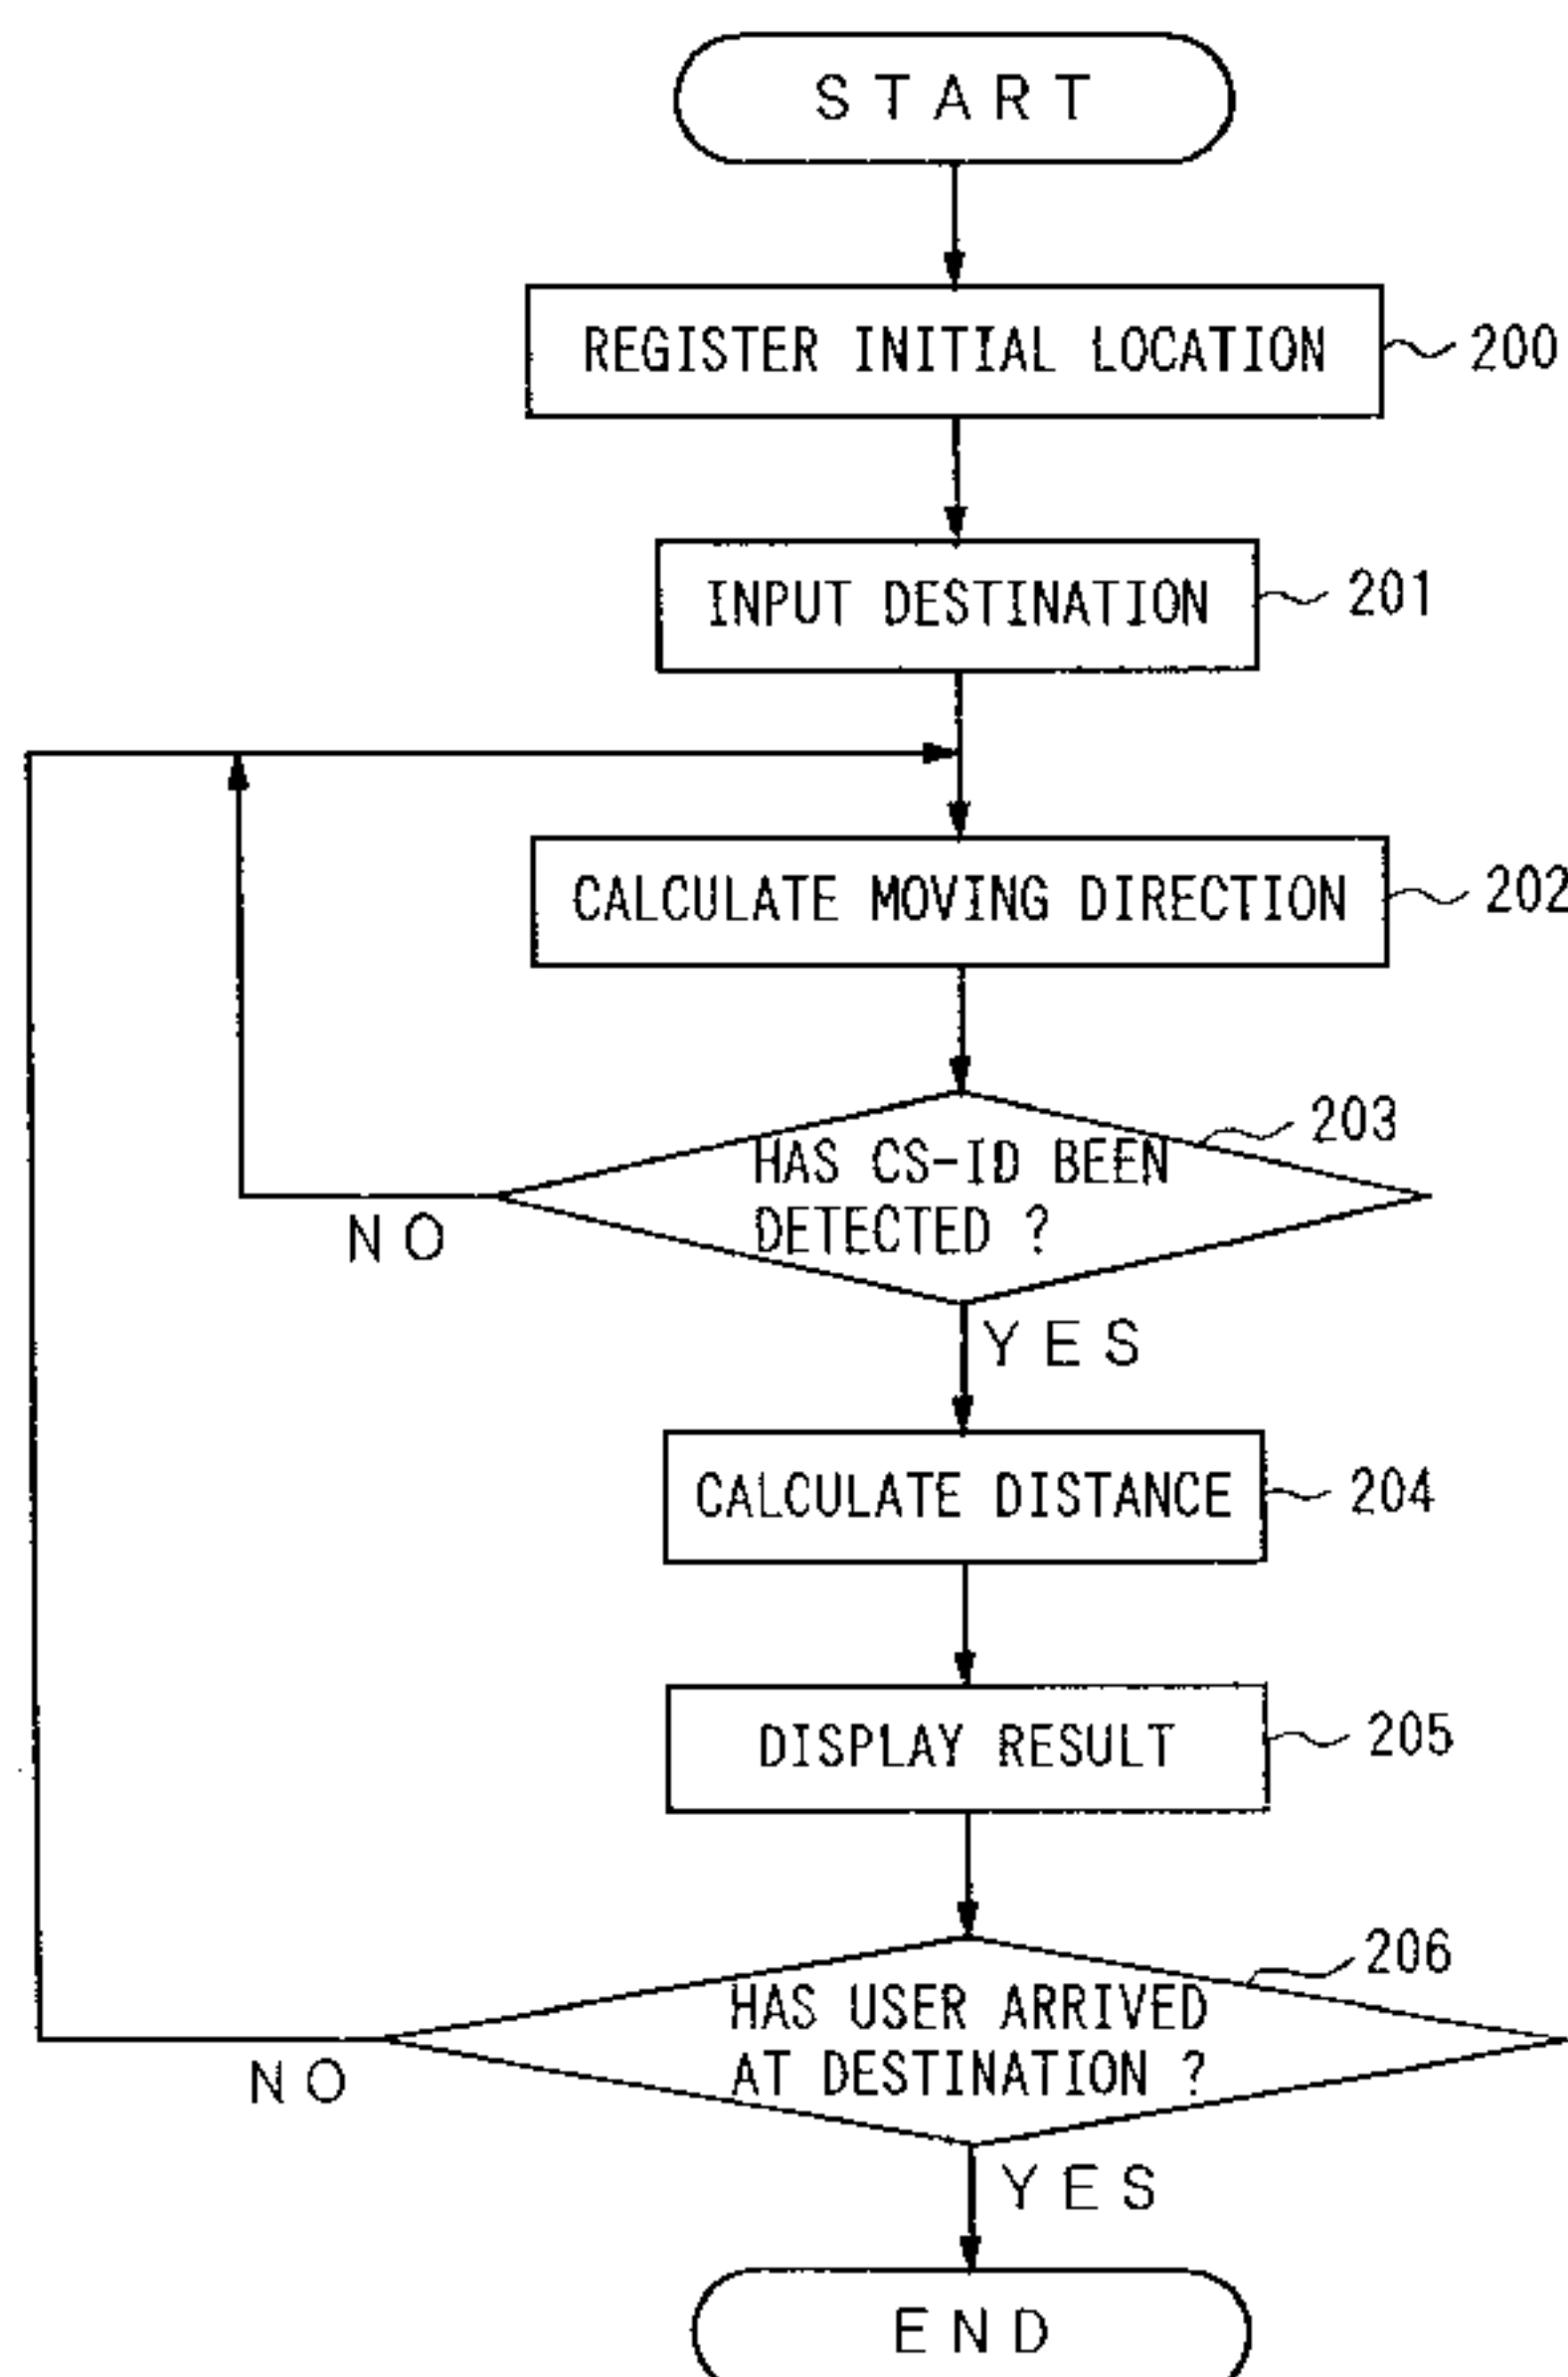 START
REGISTER INITIAL LOCATION
200
INPUT DESTINATION
201
CALCULATE MOVING DIRECTION
202
HAS CS-ID BEEN
DETECTED ?
203
NO
YES
CALCULATE DISTANCE
204
DISPLAY RESULT
205
HAS USER ARRIVED
AT DESTINATION ?
206
NO
YES
END